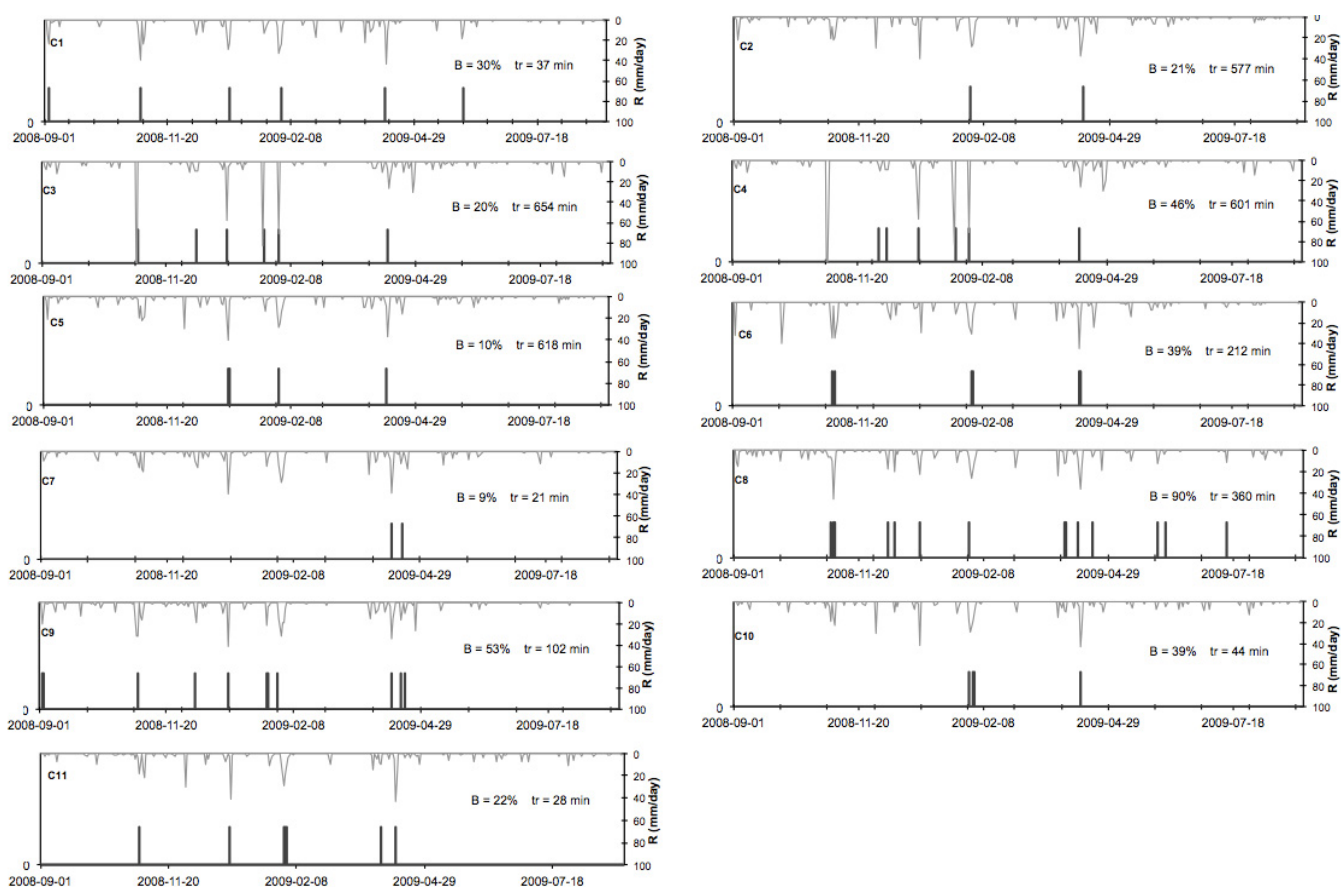 C1
B = 30% tr = 37 min
0
20
40
60
80
100
R (mm/day)
0
2008-09-01 2008-11-20 2009-02-08 2009-04-29 2009-07-18
C2
B = 21% tr = 577 min
0
20
40
60
80
100
R (mm/day)
0
2008-09-01 2008-11-20 2009-02-08 2009-04-29 2009-07-18
C3
B = 20% tr = 654 min
0
20
40
60
80
100
R (mm/day)
0
2008-09-01 2008-11-20 2009-02-08 2009-04-29 2009-07-18
C4
B = 46% tr = 601 min
0
20
40
60
80
100
R (mm/day)
0
2008-09-01 2008-11-20 2009-02-08 2009-04-29 2009-07-18
C5
B = 10% tr = 618 min
0
20
40
60
80
100
R (mm/day)
0
2008-09-01 2008-11-20 2009-02-08 2009-04-29 2009-07-18
C6
B = 39% tr = 212 min
0
20
40
60
80
100
R (mm/day)
0
2008-09-01 2008-11-20 2009-02-08 2009-04-29 2009-07-18
C7
B = 9% tr = 21 min
0
20
40
60
80
100
R (mm/day)
0
2008-09-01 2008-11-20 2009-02-08 2009-04-29 2009-07-18
C8
B = 90% tr = 360 min
0
20
40
60
80
100
R (mm/day)
0
2008-09-01 2008-11-20 2009-02-08 2009-04-29 2009-07-18
C9
B = 53% tr = 102 min
0
20
40
60
80
100
R (mm/day)
0
2008-09-01 2008-11-20 2009-02-08 2009-04-29 2009-07-18
C10
B = 39% tr = 44 min
0
20
40
60
80
100
R (mm/day)
0
2008-09-01 2008-11-20 2009-02-08 2009-04-29 2009-07-18
C11
B = 22% tr = 28 min
0
20
40
60
80
100
R (mm/day)
0
2008-09-01 2008-11-20 2009-02-08 2009-04-29 2009-07-18